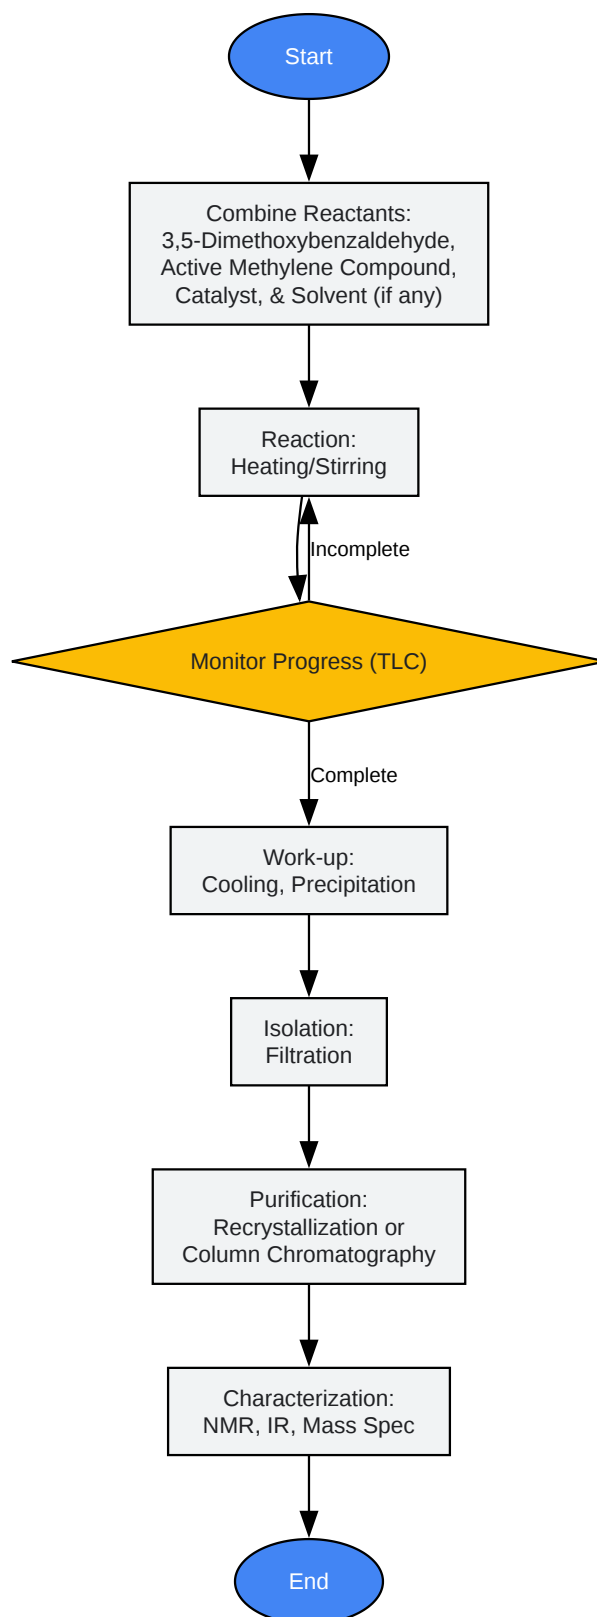 Start
Combine Reactants:
3,5-Dimethoxybenzaldehyde,
Active Methylene Compound,
Catalyst, & Solvent (if any)
Reaction:
Heating/Stirring
Incomplete
Monitor Progress (TLC)
Complete
Work-up:
Cooling, Precipitation
Isolation:
Filtration
Purification:
Recrystallization or
Column Chromatography
Characterization:
NMR, IR, Mass Spec
End